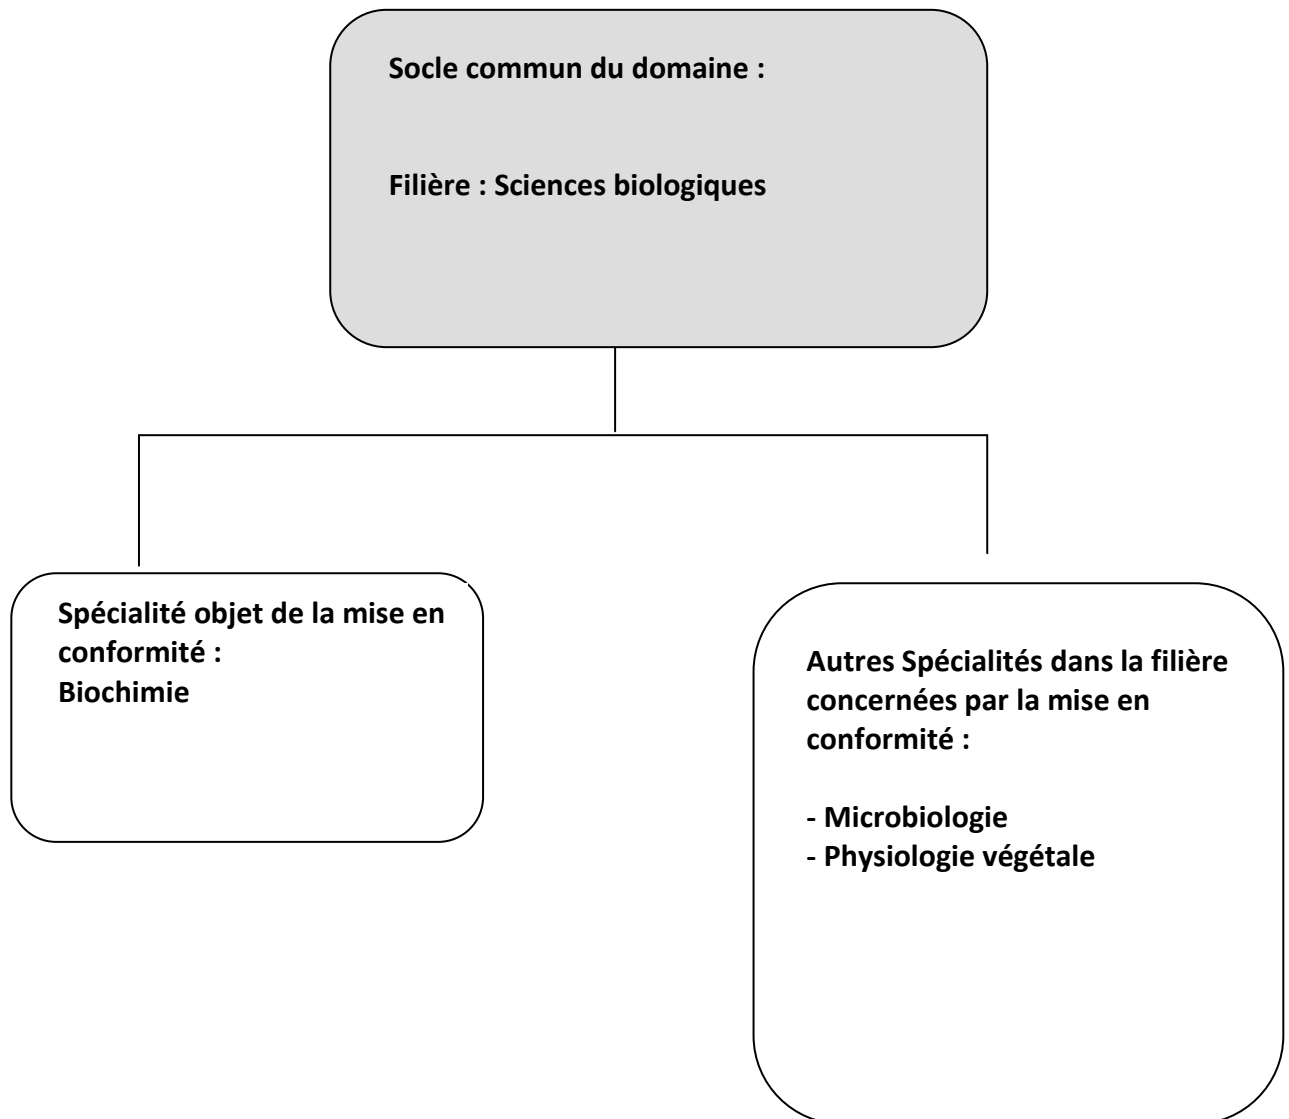 Socle commun du domaine :
Filière : Sciences biologiques
Spécialité objet de la mise en
conformité :
Biochimie
Autres Spécialités dans la filière
concernées par la mise en
conformité :
- Microbiologie
- Physiologie végétale